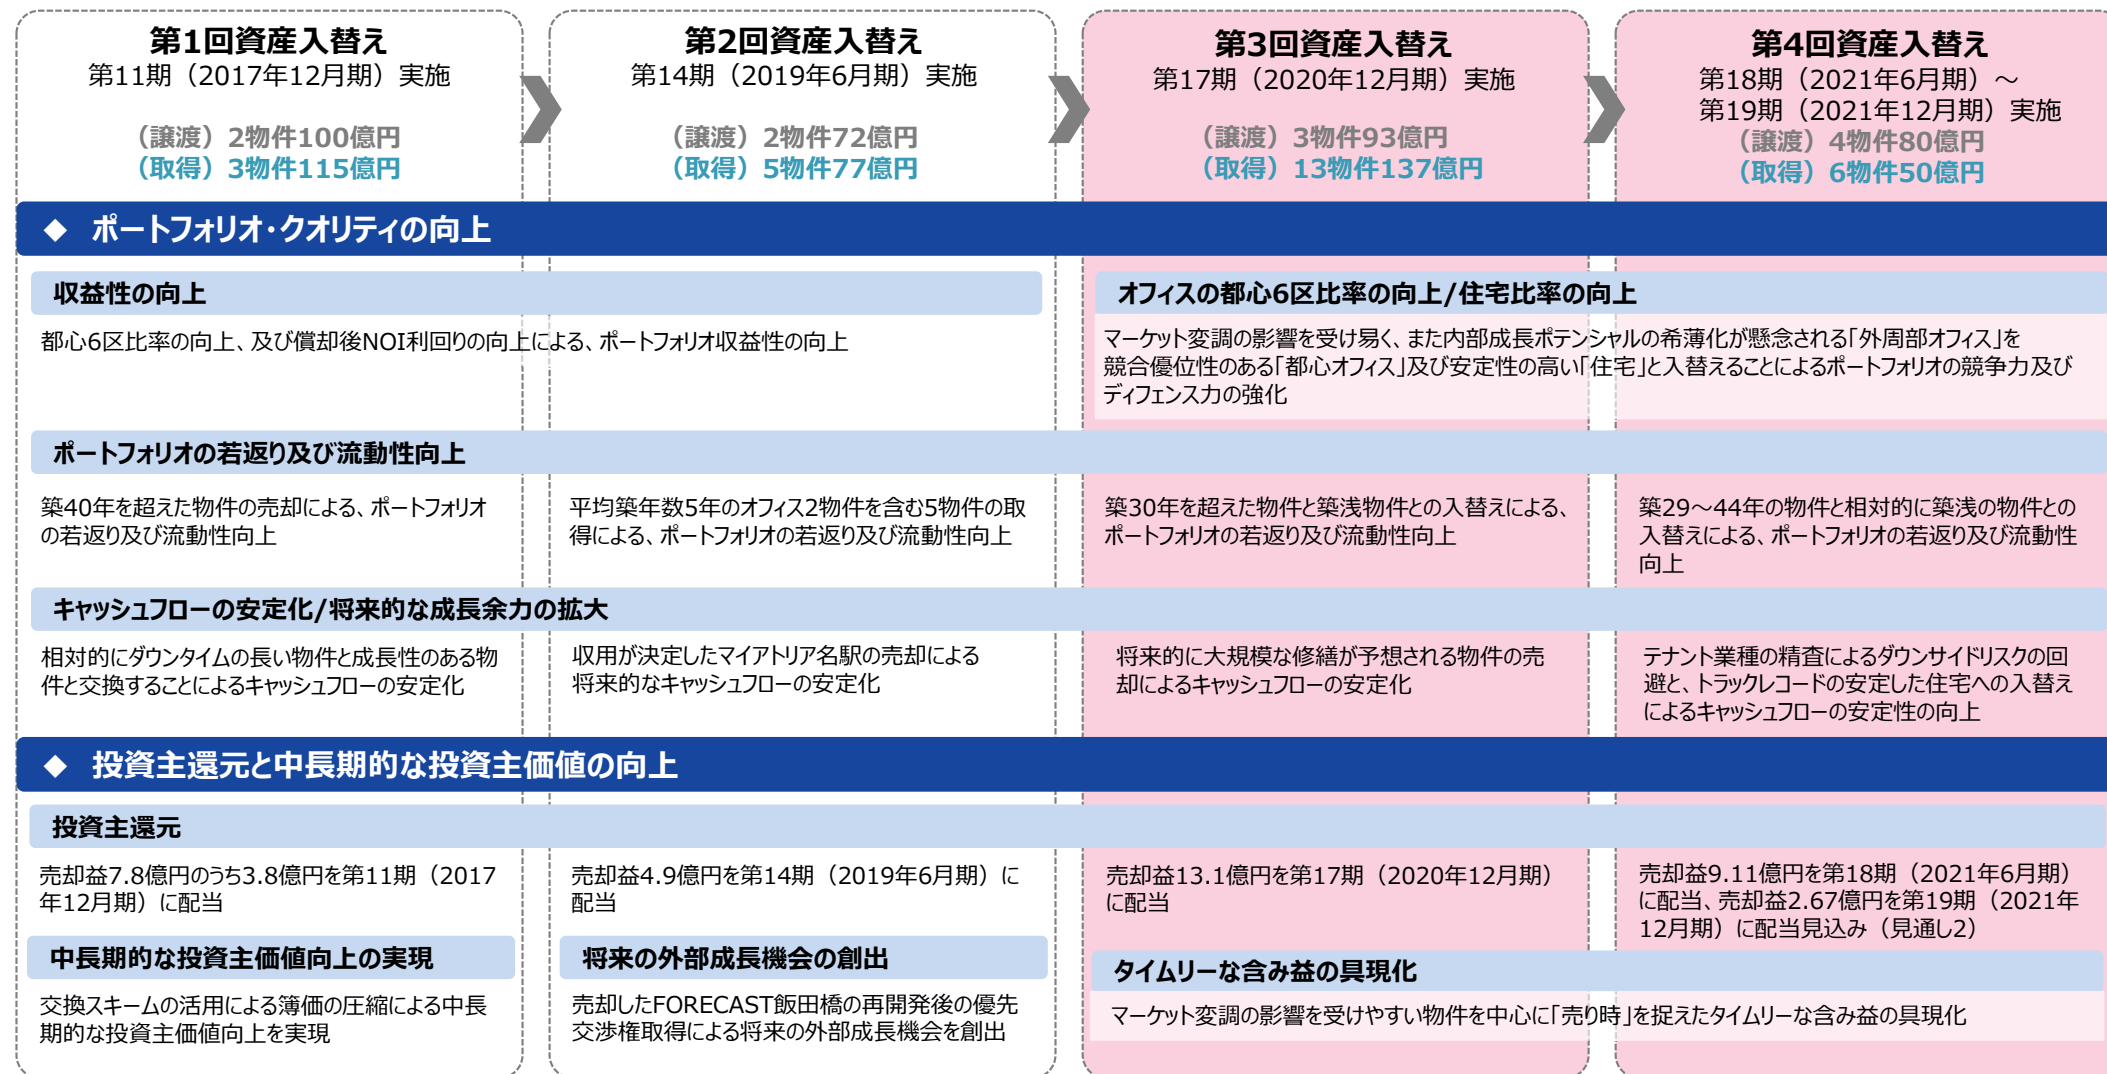 第1回資産入替え
第11期（2017年12月期）実施
（譲渡）2物件100億円
（取得）3物件115億円
第2回資産入替え
第14期（2019年6月期）実施
（譲渡）2物件72億円
（取得）5物件77億円
第3回資産入替え
第17期（2020年12月期）実施
（譲渡）3物件93億円
（取得）13物件137億円
第4回資産入替え
第18期（2021年6月期）～
第19期（2021年12月期）実施
（譲渡）4物件80億円
（取得）6物件50億円
◆ ポートフォリオ・クオリティの向上
収益性の向上
都心6区比率の向上、及び償却後NOI利回りの向上による、ポートフォリオ収益性の向上
オフィスの都心6区比率の向上/住宅比率の向上
マーケット変調の影響を受け易く、また内部成長ポテンシャルの希薄化が懸念される「外周部オフィス」を
競合優位性のある「都心オフィス」及び安定性の高い「住宅」と入替えることによるポートフォリオの競争力及び
ディフェンス力の強化
ポートフォリオの若返り及び流動性向上
築40年を超えた物件の売却による、ポートフォリオ
の若返り及び流動性向上
平均築年数5年のオフィス2物件を含む5物件の取
得による、ポートフォリオの若返り及び流動性向上
築30年を超えた物件と築浅物件との入替えによる、
ポートフォリオの若返り及び流動性向上
築29～44年の物件と相対的に築浅の物件との
入替えによる、ポートフォリオの若返り及び流動性
向上
キャッシュフローの安定化/将来的な成長余力の拡大
相対的にダウンタイムの長い物件と成長性のある物
件と交換することによるキャッシュフローの安定化
収用が決定したマイアトリア名駅の売却による
将来的なキャッシュフローの安定化
将来的に大規模な修繕が予想される物件の売
却によるキャッシュフローの安定化
テナント業種の精査によるダウンサイドリスクの回
避と、トラックレコードの安定した住宅への入替え
によるキャッシュフローの安定性の向上
◆ 投資主還元と中長期的な投資主価値の向上
投資主還元
売却益7.8億円のうち3.8億円を第11期（2017
年12月期）に配当
売却益4.9億円を第14期（2019年6月期）に
配当
売却益13.1億円を第17期（2020年12月期）
に配当
売却益9.11億円を第18期（2021年6月期）
に配当、売却益2.67億円を第19期（2021年
12月期）に配当見込み（見通し2）
中長期的な投資主価値向上の実現
交換スキームの活用による簿価の圧縮による中長
期的な投資主価値向上を実現
将来の外部成長機会の創出
売却したFORECAST飯田橋の再開発後の優先
交渉権取得による将来の外部成長機会を創出
タイムリーな含み益の具現化
マーケット変調の影響を受けやすい物件を中心に「売り時」を捉えたタイムリーな含み益の具現化